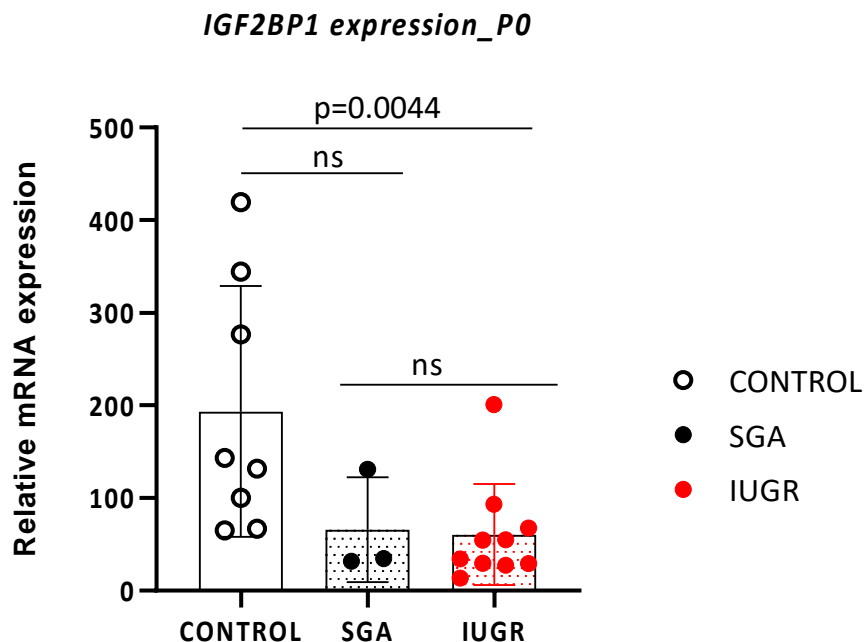 IGF2BP1 expression_P0
p=0.0044
ns
ns
Relative mRNA expression
500
400
300
200
100
0
CONTROL
SGA
IUGR
CONTROL SGA IUGR